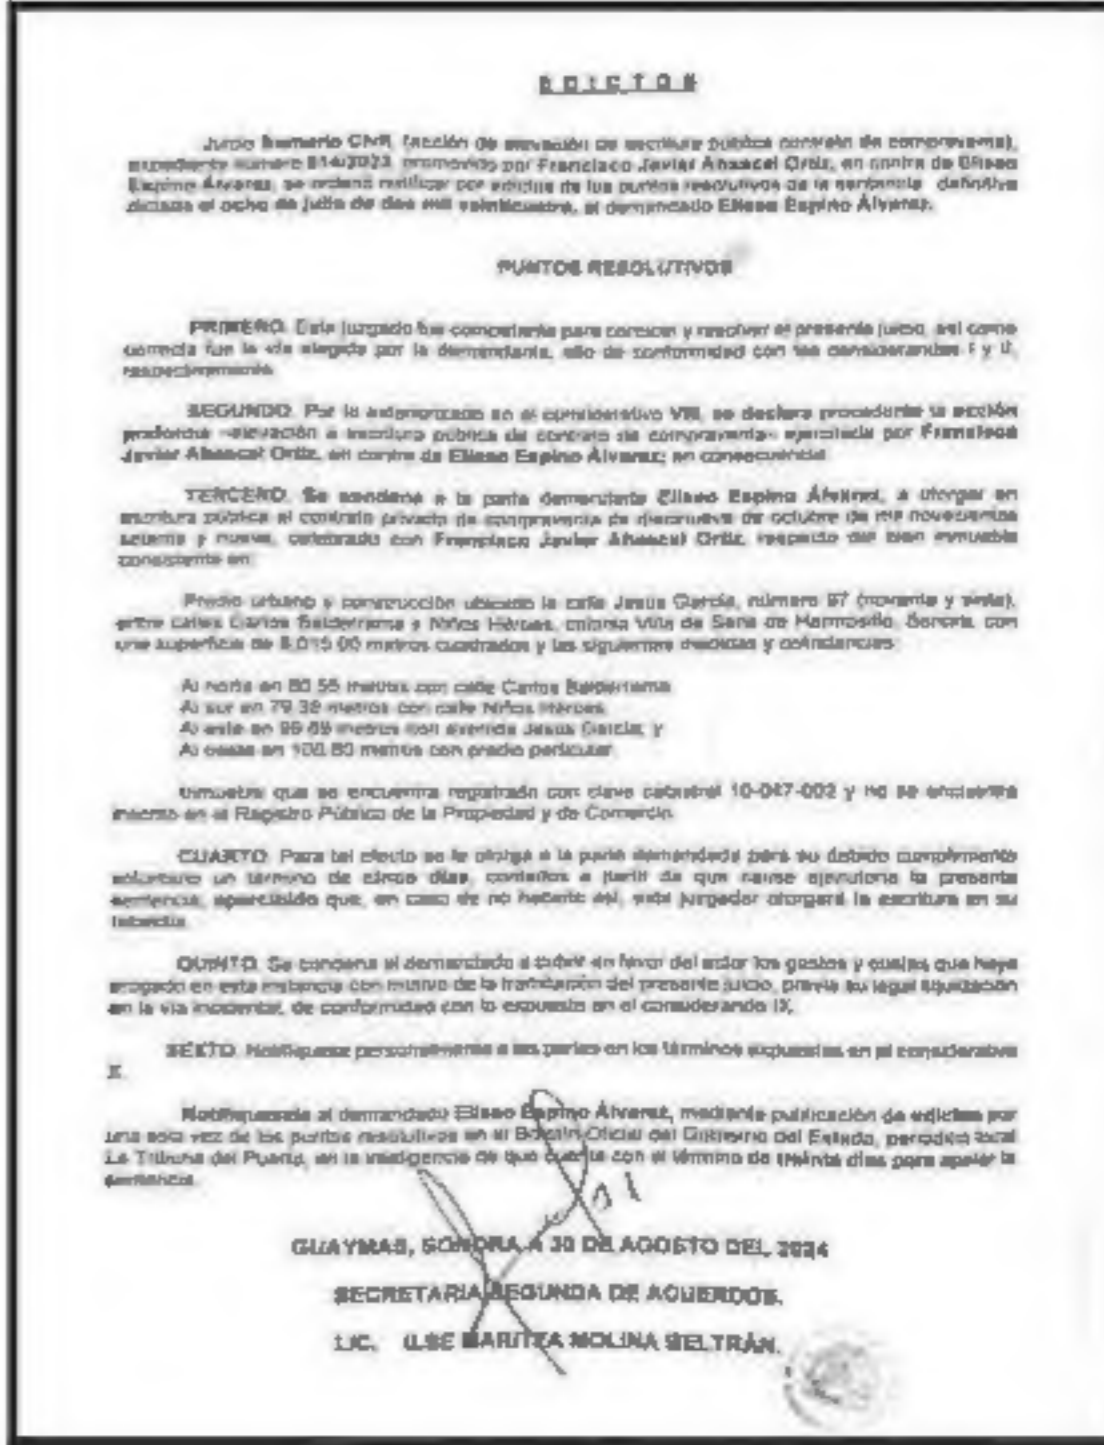 EDICTOS
Juicio Sumario Civil, (acción de elevación de escritura pública contrato de compraventa),
expediente número 814/2023, promovido por Francisco Javier Abascal Ortiz, en contra de Eliseo
Espino Álvarez, se ordenó notificar por edictos de los puntos resolutivos de la sentencia definitiva
dictada el ocho de julio de dos mil veinticuatro, al demandado Eliseo Espino Álvarez.
PUNTOS RESOLUTIVOS
PRIMERO. Este juzgado fue competente para conocer y resolver el presente juicio, así como
correcta fue la vía elegida por la demandante, ello de conformidad con los considerandos I y II,
respectivamente.
SEGUNDO. Por lo en el considerativo VIII, se declara procedente la acción
-elevación a escritura pública de contrato de compraventa- ejercitada por Francisco
Javier Abascal Ortiz, en contra de Eliseo Espino Álvarez; en consecuencia:
TERCERO. Se condena a la parte demandada Eliseo Espino Álvarez, a otorgar en
escritura pública el contrato privado de compraventa de diecinueve de octubre de mil novecientos
y nueve, celebrado con Francisco Javier Abascal Ortiz, respecto del bien inmueble
consistente en:
Predio urbano y construcción ubicado la calle Jesús García, número 97 (noventa y siete),
entre calles Carlos Balderrama y Niños Héroes, colonia Villa de Seris de Hermosillo, Sonora, con
una superficie de 8,015.00 metros cuadrados y las siguientes medidas y colindancias:
Al norte en 80.55 metros con calle Carlos Balderrama
Al sur en 79.38 metros con calle Niños Héroes
Al este en metros con avenida Jesús García; y
Al oeste en metros con predio particular.
Inmueble que se encuentra registrado con clave catastral 10-047-002 y no se encuentra
inscrito en el Registro Público de la Propiedad y de Comercio.
CUARTO. Para tal efecto se le otorga a la parte demandada para su debido cumplimiento
voluntario un término de cinco días, contados a partir de que cause ejecutoria la presente
sentencia, apercibido que, en caso de no hacerlo así, este juzgador otorgará la escritura en su
rebeldía.
QUINTO. Se condena al demandado a cubrir en favor del actor los gastos y costas que haya
erogado en esta instancia con motivo de la tramitación del presente juicio, previa su legal liquidación
en la vía incidental, de conformidad con lo expuesto en el considerando IX.
SEXTO. Notifíquese personalmente a las partes en los términos expuestos en el considerativo
X.
Notifíquesele al demandado Eliseo Espino Álvarez, mediante publicación de edictos por
una sola vez de los puntos resolutivos en el Boletín Oficial del Gobierno del Estado, periódico local
La Tribuna del Puerto, en la inteligencia de que cuenta con el término de treinta días para apelar la
sentencia.
GUAYMAS, SONORA A 30 DE AGOSTO DEL 2024
SECRETARIA SEGUNDA DE ACUERDOS.
LIC. ILSE MARITZA MOLINA BELTRÁN.